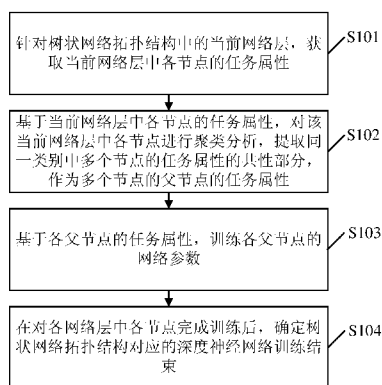 针对树状网络拓扑结构中的当前网络层，获
取当前网络层中各节点的任务属性
S101
基于当前网络层中各节点的任务属性，对该
当前网络层中各节点进行聚类分析，提取同
一类别中多个节点的任务属性的共性部分，
作为多个节点的父节点的任务属性
S102
基于各父节点的任务属性，训练各父节点的
网络参数
S103
在对各网络层中各节点完成训练后，确定树
状网络拓扑结构对应的深度神经网络训练结
束
S104